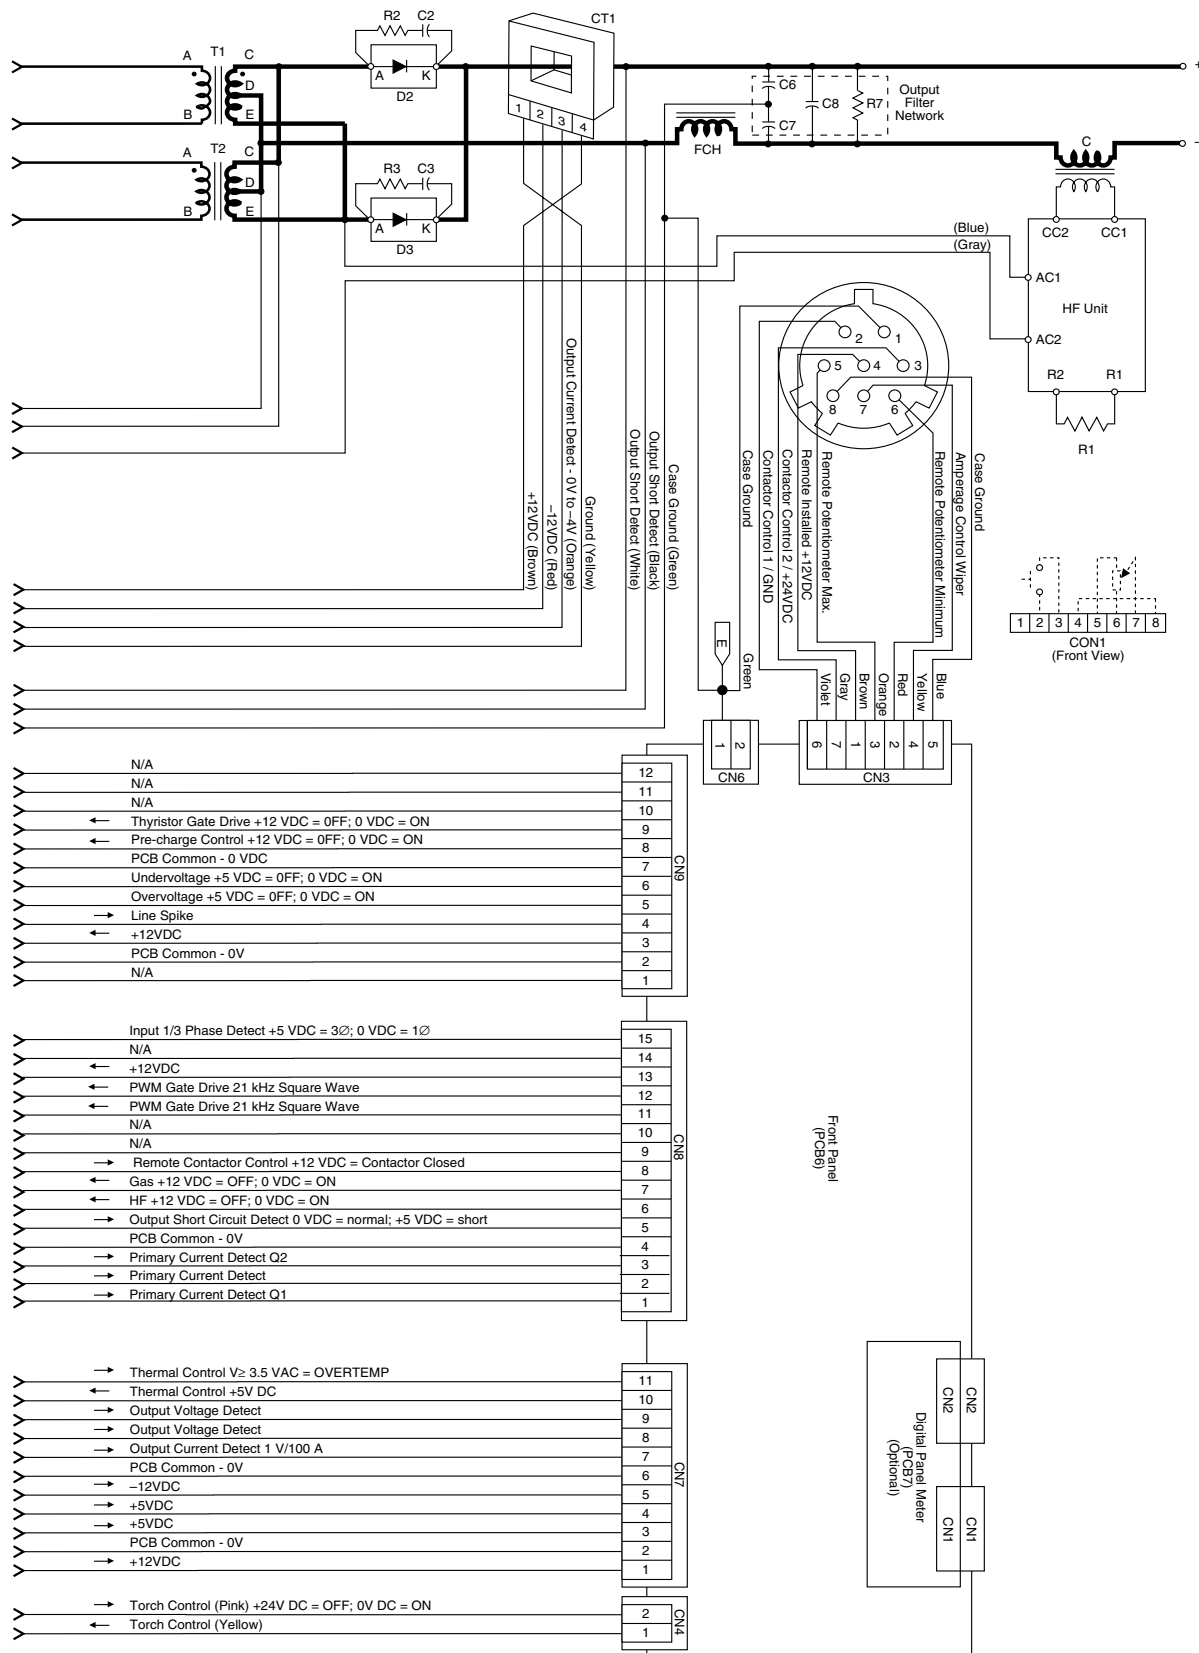 R2 C2 CT1
A T1 C
A K
D2
D
B E
1 2 3 4
C6
C7
C8
R7
Output
Filter
Network
+
−
FCH
C
A T2 C
D
B E
R3 C3
A K
D3
CC2 CC1
(Blue)
(Gray)
AC1
AC2
HF Unit
R2 R1
R1
2 1
5 4 3
8 7 6
+12VDC (Brown)
–12VDC (Red)
Output Current Detect - 0V to –4V (Orange)
Ground (Yellow)
Output Short Detect (White)
Output Short Detect (Black)
Case Ground (Green)
Case Ground
Contactor Control 1 / GND
Contactor Control 2 / +24VDC
Remote Installed +12VDC
Remote Potentiometer Max.
Remote Potentiometer Minimum
Amperage Control Wiper
Case Ground
1 2 3 4 5 6 7 8
CON1
(Front View)
E
Green
Violet
Gray
Brown
Orange
Red
Yellow
Blue
1 2
CN6
6 7 1 3 2 4 5
CN3
N/A 12
N/A 11
N/A 10
← Thyristor Gate Drive +12 VDC = 0FF; 0 VDC = ON 9
← Pre-charge Control +12 VDC = 0FF; 0 VDC = ON 8
PCB Common - 0 VDC 7
Undervoltage +5 VDC = 0FF; 0 VDC = ON 6
Overvoltage +5 VDC = 0FF; 0 VDC = ON 5
→ Line Spike 4
← +12VDC 3
PCB Common - 0V 2
N/A 1
CN9
Input 1/3 Phase Detect +5 VDC = 3∅; 0 VDC = 1∅ 15
N/A 14
← +12VDC 13
← PWM Gate Drive 21 kHz Square Wave 12
← PWM Gate Drive 21 kHz Square Wave 11
N/A 10
N/A 9
→ Remote Contactor Control +12 VDC = Contactor Closed 8
← Gas +12 VDC = OFF; 0 VDC = ON 7
← HF +12 VDC = OFF; 0 VDC = ON 6
→ Output Short Circuit Detect 0 VDC = normal; +5 VDC = short 5
PCB Common - 0V 4
→ Primary Current Detect Q2 3
→ Primary Current Detect 2
→ Primary Current Detect Q1 1
CN8
Front Panel
(PCB6)
→ Thermal Control V≥ 3.5 VAC = OVERTEMP 11
← Thermal Control +5V DC 10
→ Output Voltage Detect 9
→ Output Voltage Detect 8
→ Output Current Detect 1 V/100 A 7
PCB Common - 0V 6
→ –12VDC 5
→ +5VDC 4
→ +5VDC 3
PCB Common - 0V 2
→ +12VDC 1
CN7
CN2 CN2
CN1 CN1
Digital Panel Meter
(PCB7)
(Optional)
→ Torch Control (Pink) +24V DC = OFF; 0V DC = ON 2
← Torch Control (Yellow) 1
CN4